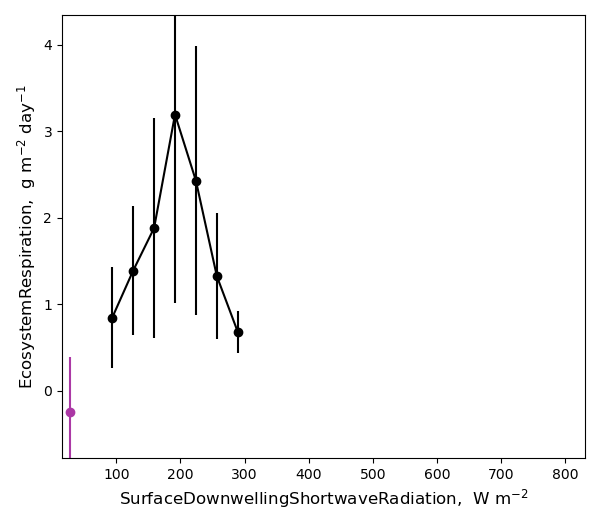 4
3
2
1
0
EcosystemRespiration, g m⁻² day⁻¹
100 200 300 400 500 600 700 800
SurfaceDownwellingShortwaveRadiation, W m⁻²